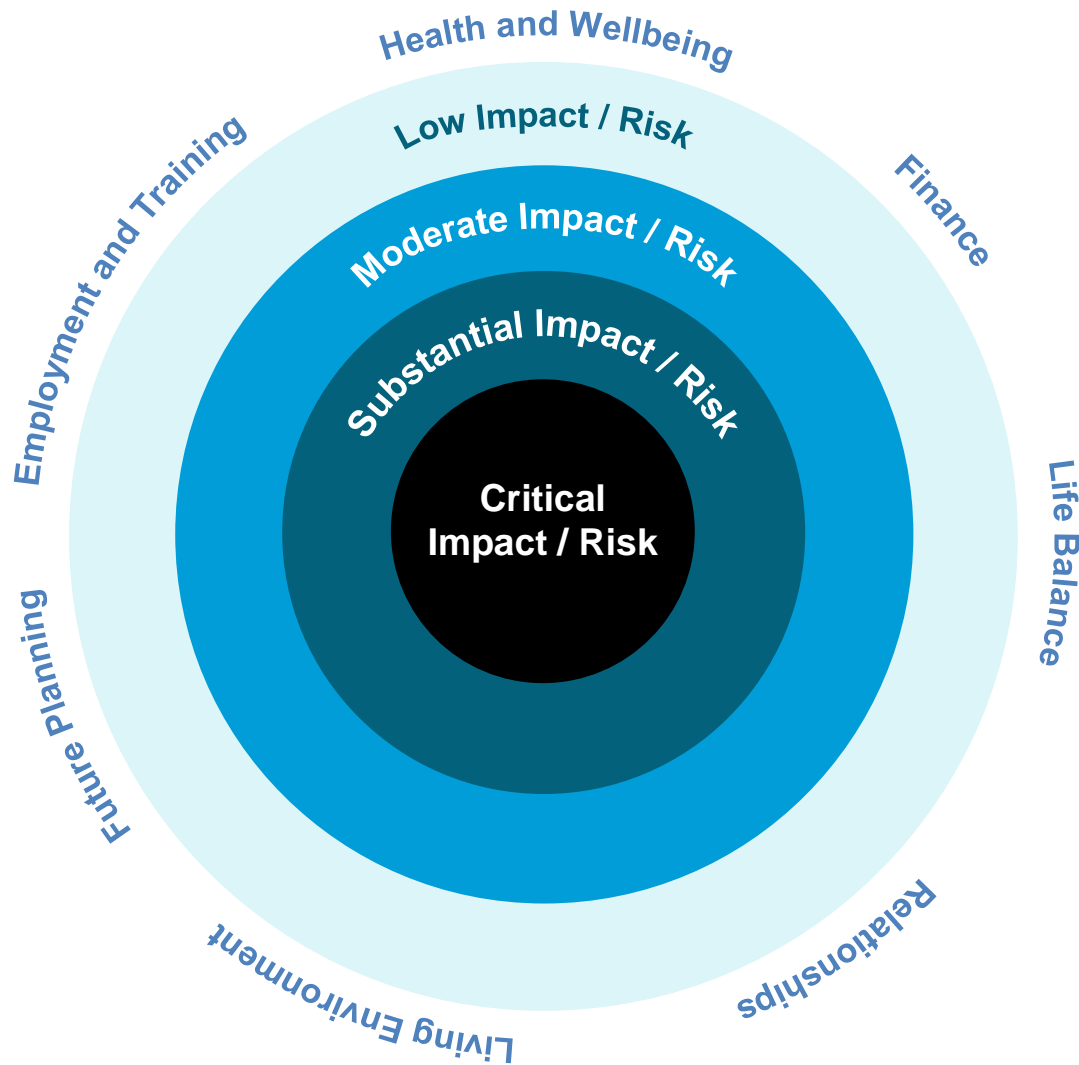 Health and Wellbeing
Finance
Life Balance
Relationships
Living Environment
Future Planning
Employment and Training
Low Impact / Risk
Moderate Impact / Risk
Substantial Impact / Risk
Critical
Impact / Risk